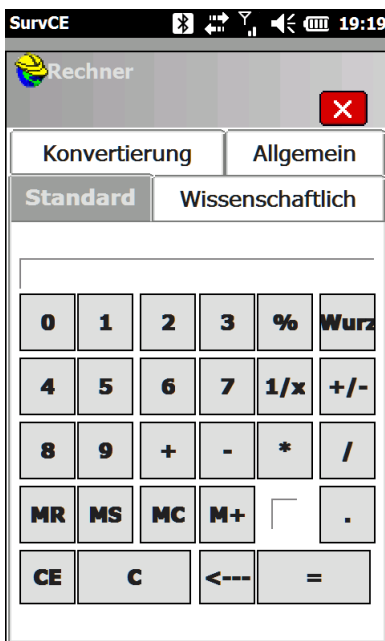 SurvCE 19:19
Rechner
Konvertierung Allgemein
Standard Wissenschaftlich
0 1 2 3 % Wurz
4 5 6 7 1/x +/-
8 9 + - * /
MR MS MC M+ .
CE C <--- =